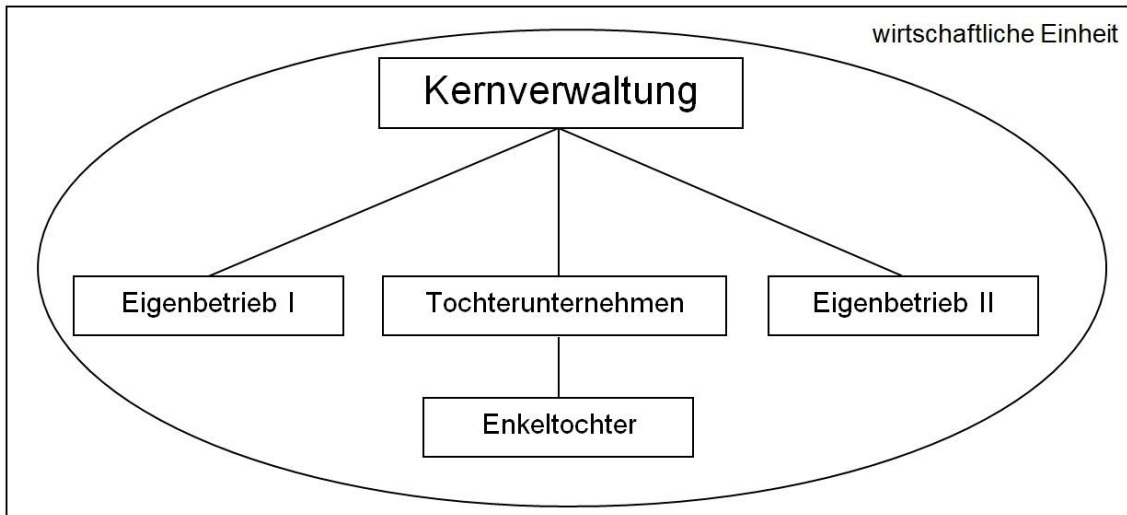 wirtschaftliche Einheit
Kernverwaltung
Eigenbetrieb I
Tochterunternehmen
Eigenbetrieb II
Enkeltochter